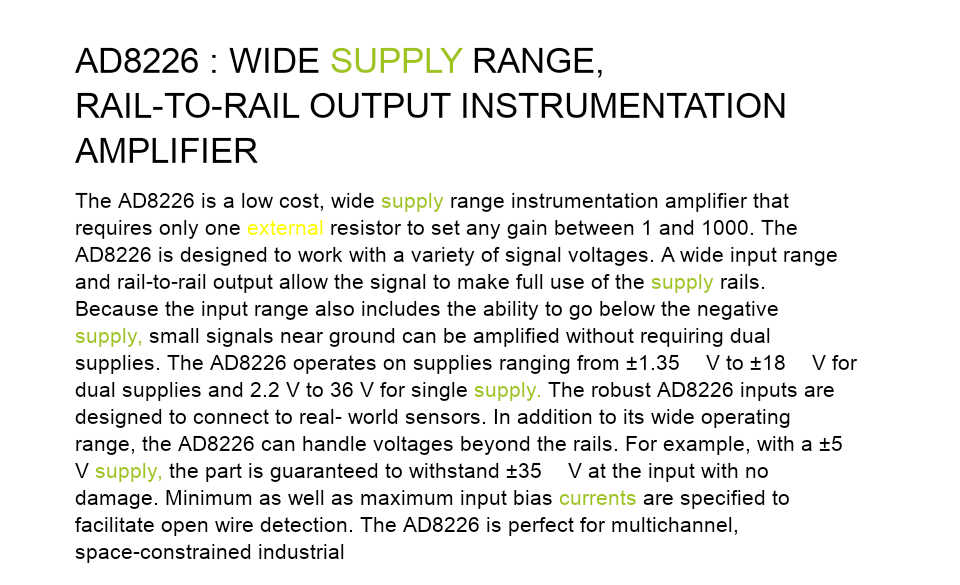 AD8226 : WIDE SUPPLY RANGE,
RAIL-TO-RAIL OUTPUT INSTRUMENTATION
AMPLIFIER
The AD8226 is a low cost, wide supply range instrumentation amplifier that
requires only one external resistor to set any gain between 1 and 1000. The
AD8226 is designed to work with a variety of signal voltages. A wide input range
and rail-to-rail output allow the signal to make full use of the supply rails.
Because the input range also includes the ability to go below the negative
supply, small signals near ground can be amplified without requiring dual
supplies. The AD8226 operates on supplies ranging from ±1.35 V to ±18 V for
dual supplies and 2.2 V to 36 V for single supply. The robust AD8226 inputs are
designed to connect to real- world sensors. In addition to its wide operating
range, the AD8226 can handle voltages beyond the rails. For example, with a ±5
V supply, the part is guaranteed to withstand ±35 V at the input with no
damage. Minimum as well as maximum input bias currents are specified to
facilitate open wire detection. The AD8226 is perfect for multichannel,
space-constrained industrial